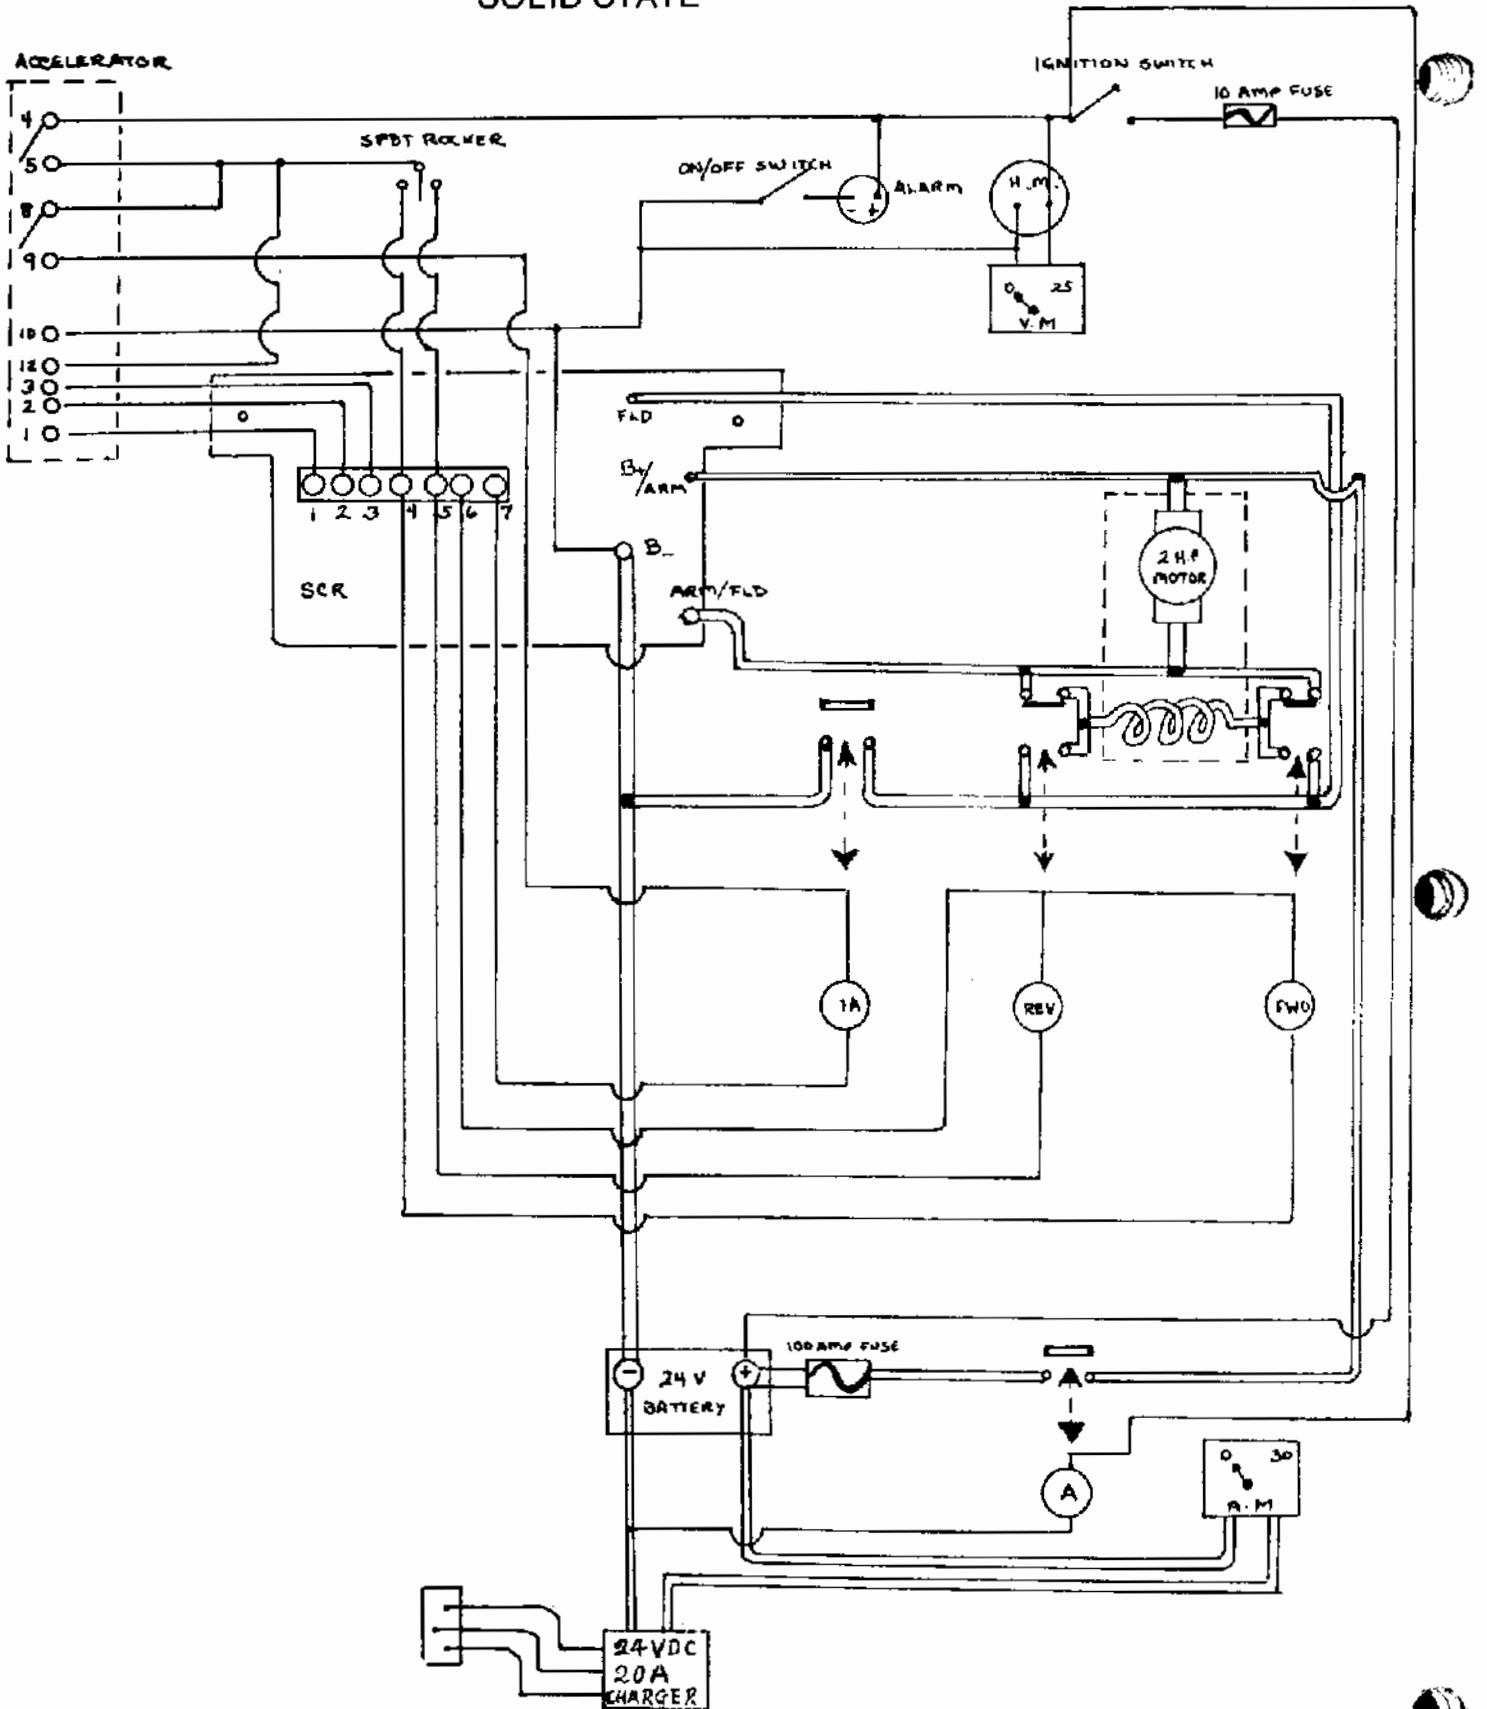 SOLID STATE
ACCELERATOR
IGNITION SWITCH
10 AMP FUSE
4
SPDT ROCKER
5
ON/OFF SWITCH
ALARM
- +
H.M.
8
9
0 25
V.M
10
12
3
2
1
FLD
B+/
ARM
1 2 3 4 5 6 7
B-
2 H.P
MOTOR
SCR
ARM/FLD
1A
REV
FWD
100 AMP FUSE
- 24 V +
BATTERY
A
0 30
A.M
24VDC
20A
CHARGER